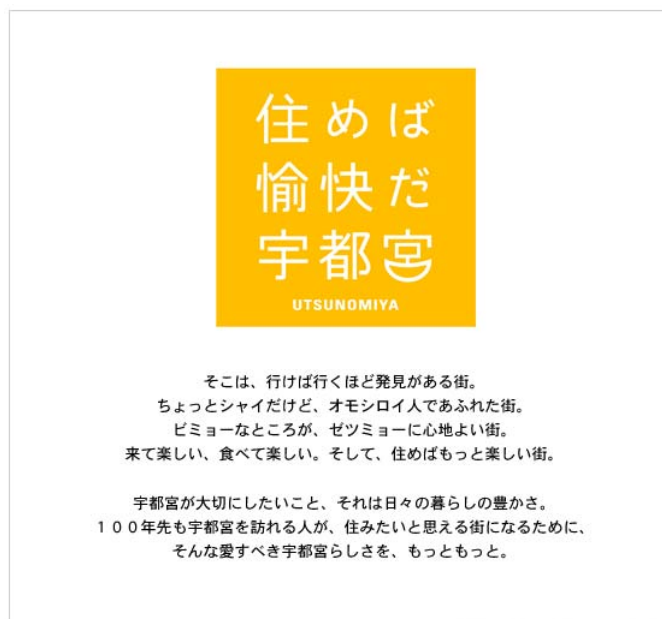 住めば
愉快だ
宇都宮
UTSUNOMIYA
そこは、行けば行くほど発見がある街。
ちょっとシャイだけど、オモシロイ人であふれた街。
ビミョーなところが、ゼツミョーに心地よい街。
来て楽しい、食べて楽しい。そして、住めばもっと楽しい街。
宇都宮が大切にしたいこと、それは日々の暮らしの豊かさ。
１００年先も宇都宮を訪れる人が、住みたいと思える街になるために、
そんな愛すべき宇都宮らしさを、もっともっと。